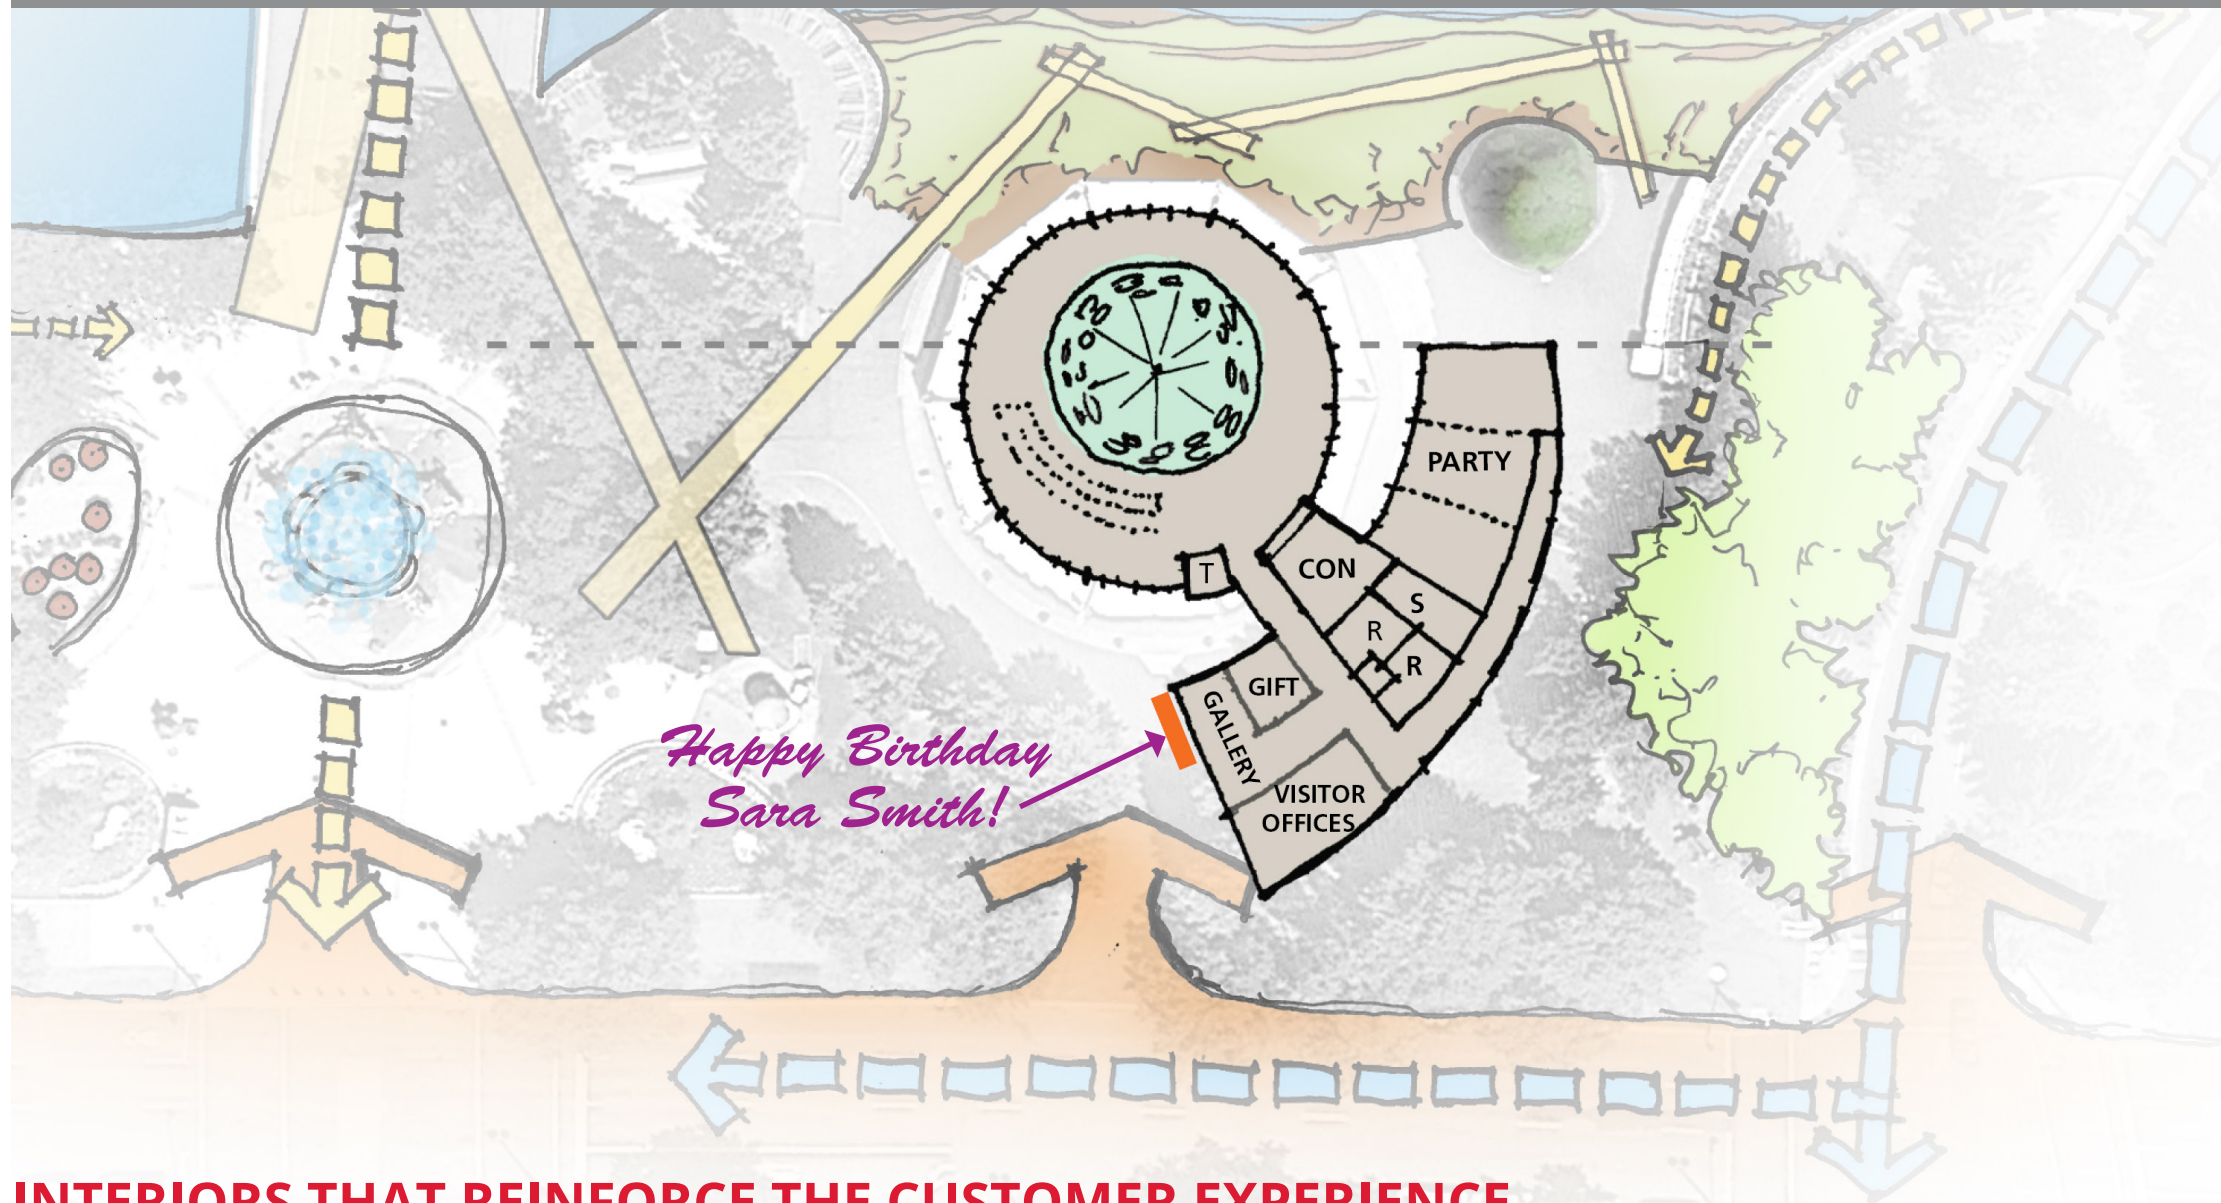 PARTY
CON
T
S
R
R
GIFT
GALLERY
Happy Birthday
Sara Smith!
VISITOR
OFFICES
INTERIORS THAT REINFORCE THE CUSTOMER EXPERIENCE